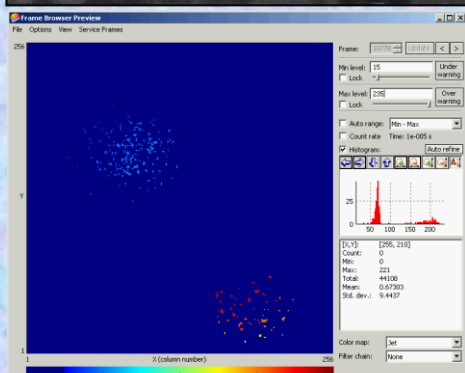 Frame Browser Preview
File Options View Service Frames
256
Y
1
1 X (column number) 256
Frame: 10778 Update < >
Min level: 15 Under warning
Lock
Max level: 235 Over warning
Lock
Auto range: Min - Max
Count rate Time: 1e-005 s
Histogram: Auto refine
25
0
50 100 150 200
[X,Y]: [255, 210]
Count: 0
Min: 0
Max: 221
Total: 44108
Mean: 0.67303
Std. dev.: 9.4437
Color map: Jet
Filter chain: None